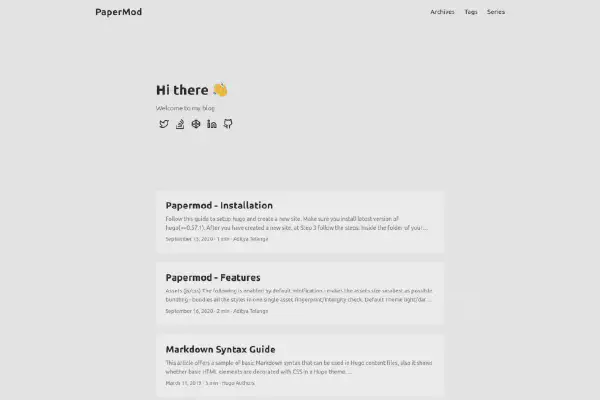 PaperMod
Archives Tags Series
Hi there 👋
Welcome to my blog
Papermod - Installation
Follow this guide to setup Hugo and create a new site. Make sure you install latest version of
hugo(>=0.57.1). After you have created a new site, at Step 3 follow the steps: Inside the folder of your...
September 15, 2020 · 1 min · Aditya Telange
Papermod - Features
Assets (js/css) The following is enabled by default minification - makes the assets size smallest as possible.
bundling - bundles all the styles in one single asset fingerprint/integrity check. Default Theme light/dar...
September 16, 2020 · 2 min · Aditya Telange
Markdown Syntax Guide
This article offers a sample of basic Markdown syntax that can be used in Hugo content files, also it shows
whether basic HTML elements are decorated with CSS in a Hugo theme. ...
March 11, 2019 · min · Hugo Authors